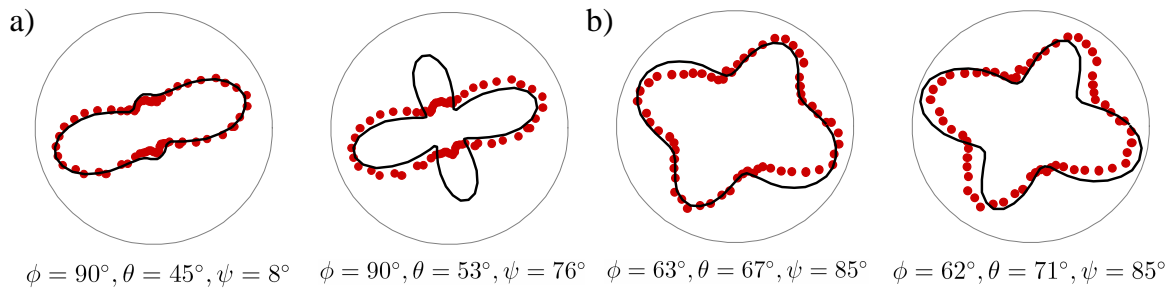 a)
b)
ϕ = 90°, θ = 45°, ψ = 8°
ϕ = 90°, θ = 53°, ψ = 76°
ϕ = 63°, θ = 67°, ψ = 85°
ϕ = 62°, θ = 71°, ψ = 85°